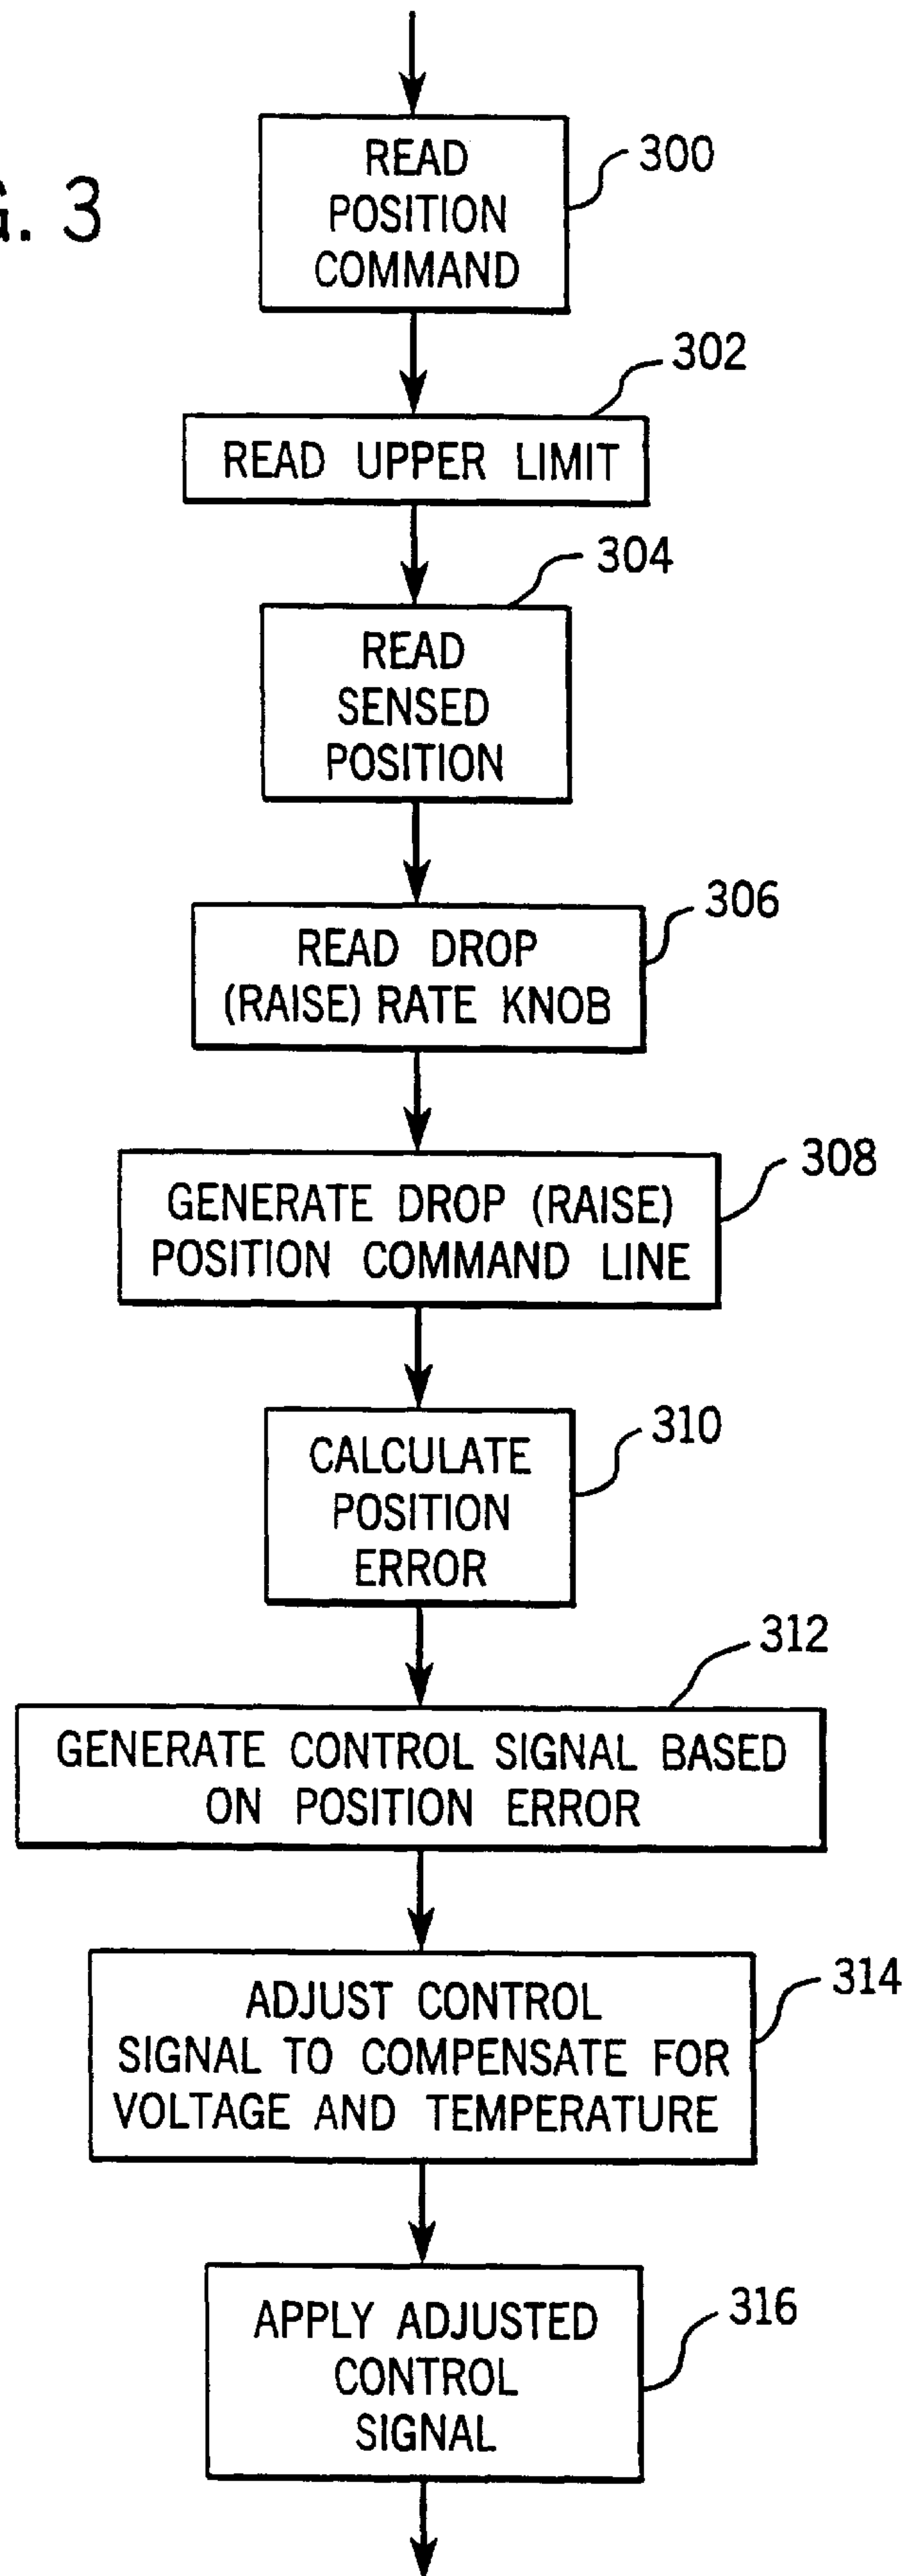 G. 3
READ
POSITION
COMMAND
300
READ UPPER LIMIT
302
READ
SENSED
POSITION
304
READ DROP
(RAISE) RATE KNOB
306
GENERATE DROP (RAISE)
POSITION COMMAND LINE
308
CALCULATE
POSITION
ERROR
310
GENERATE CONTROL SIGNAL BASED
ON POSITION ERROR
312
ADJUST CONTROL
SIGNAL TO COMPENSATE FOR
VOLTAGE AND TEMPERATURE
314
APPLY ADJUSTED
CONTROL
SIGNAL
316